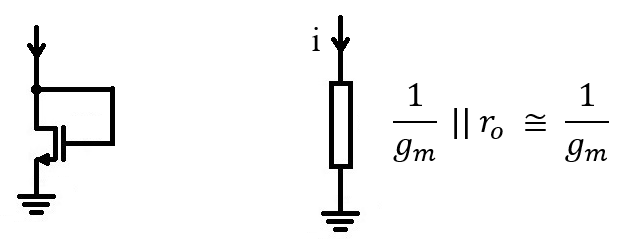 i
1/g_m || r_o ≅ 1/g_m